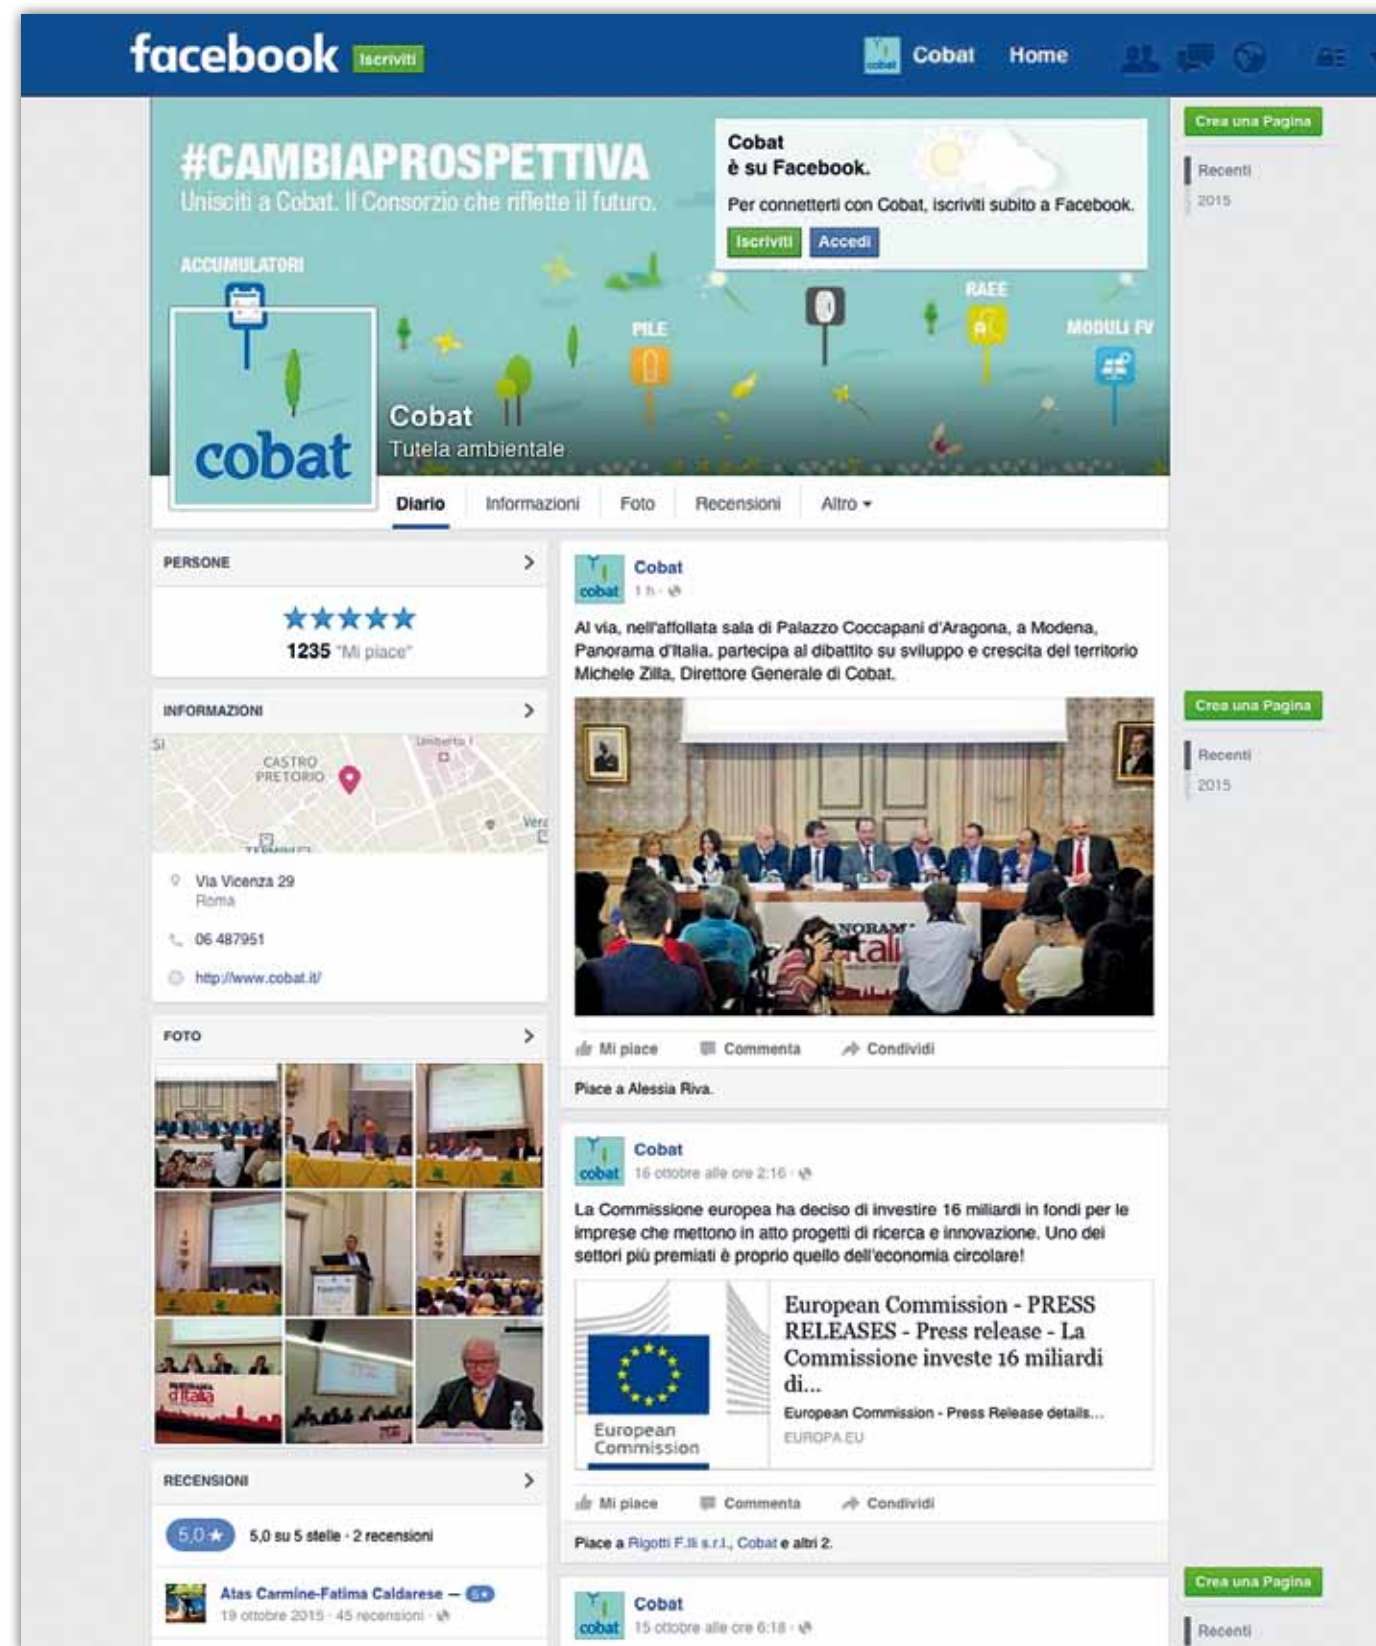 facebook Iscriviti
Cobat Home
#CAMBIAPROSPETTIVA
Unisciti a Cobat. Il Consorzio che riflette il futuro.
Cobat
è su Facebook.
Per connetterti con Cobat, iscriviti subito a Facebook.
Iscriviti Accedi
Crea una Pagina
Recenti
2015
ACCUMULATORI
PILE
RAEE
MODULI FV
cobat
Cobat
Tutela ambientale
Diario Informazioni Foto Recensioni Altro
PERSONE
1235 "Mi piace"
INFORMAZIONI
Umberto I
CASTRO
PRETORIO
TERMINI
Via Vicenza 29
Roma
06 487951
http://www.cobat.it/
FOTO
PANORAMA
d'Italia
RECENSIONI
5,0 su 5 stelle · 2 recensioni
5,0
Atas Carmine-Fatima Caldarese — 5
19 ottobre 2015 · 45 recensioni ·
cobat
Cobat
1 h ·
Al via, nell'affollata sala di Palazzo Coccapani d'Aragona, a Modena,
Panorama d'Italia. partecipa al dibattito su sviluppo e crescita del territorio
Michele Zilla, Direttore Generale di Cobat.
Mi piace Commenta Condividi
Piace a Alessia Riva.
cobat
Cobat
16 ottobre alle ore 2:16 ·
La Commissione europea ha deciso di investire 16 miliardi in fondi per le
imprese che mettono in atto progetti di ricerca e innovazione. Uno dei
settori più premiati è proprio quello dell'economia circolare!
European
Commission
European Commission - PRESS
RELEASES - Press release - La
Commissione investe 16 miliardi
di...
European Commission - Press Release details...
EUROPA.EU
Mi piace Commenta Condividi
Piace a Rigotti F.lli s.r.l., Cobat e altri 2.
cobat
Cobat
15 ottobre alle ore 6:18 ·
Crea una Pagina
Recenti
2015
Crea una Pagina
Recenti